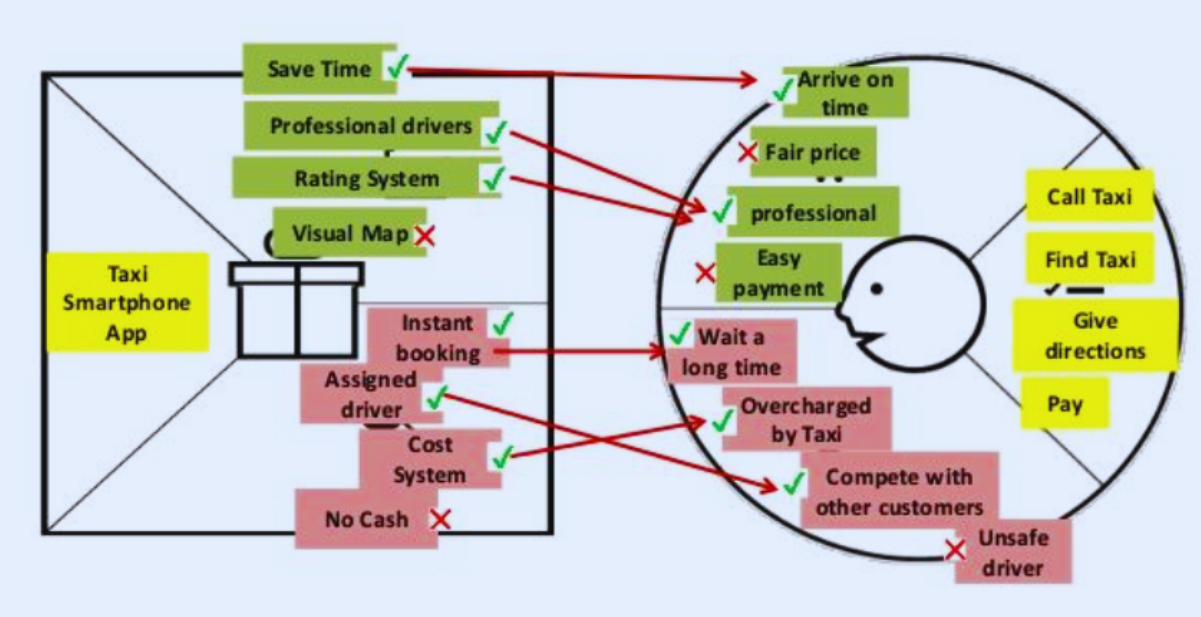 Save Time
Professional drivers
Rating System
Visual Map
Taxi
Smartphone
App
Instant
booking
Assigned
driver
Cost
System
No Cash
Arrive on
time
Fair price
professional
Easy
payment
Wait a
long time
Overcharged
by Taxi
Compete with
other customers
Unsafe
driver
Call Taxi
Find Taxi
Give
directions
Pay